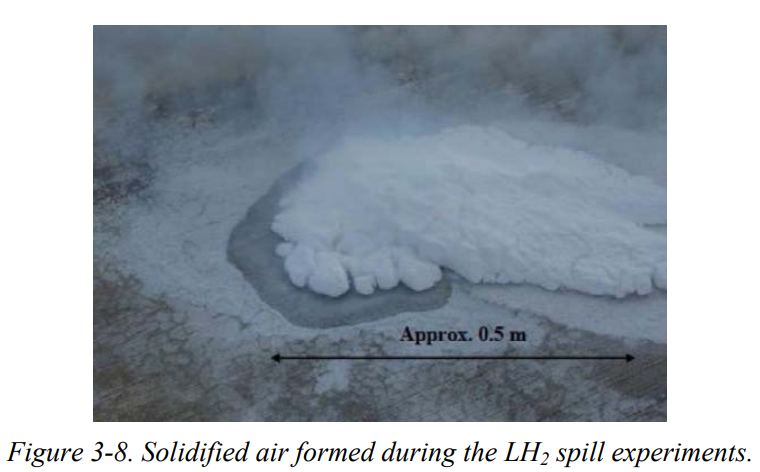 Approx. 0.5 m
Figure 3-8. Solidified air formed during the LH₂ spill experiments.